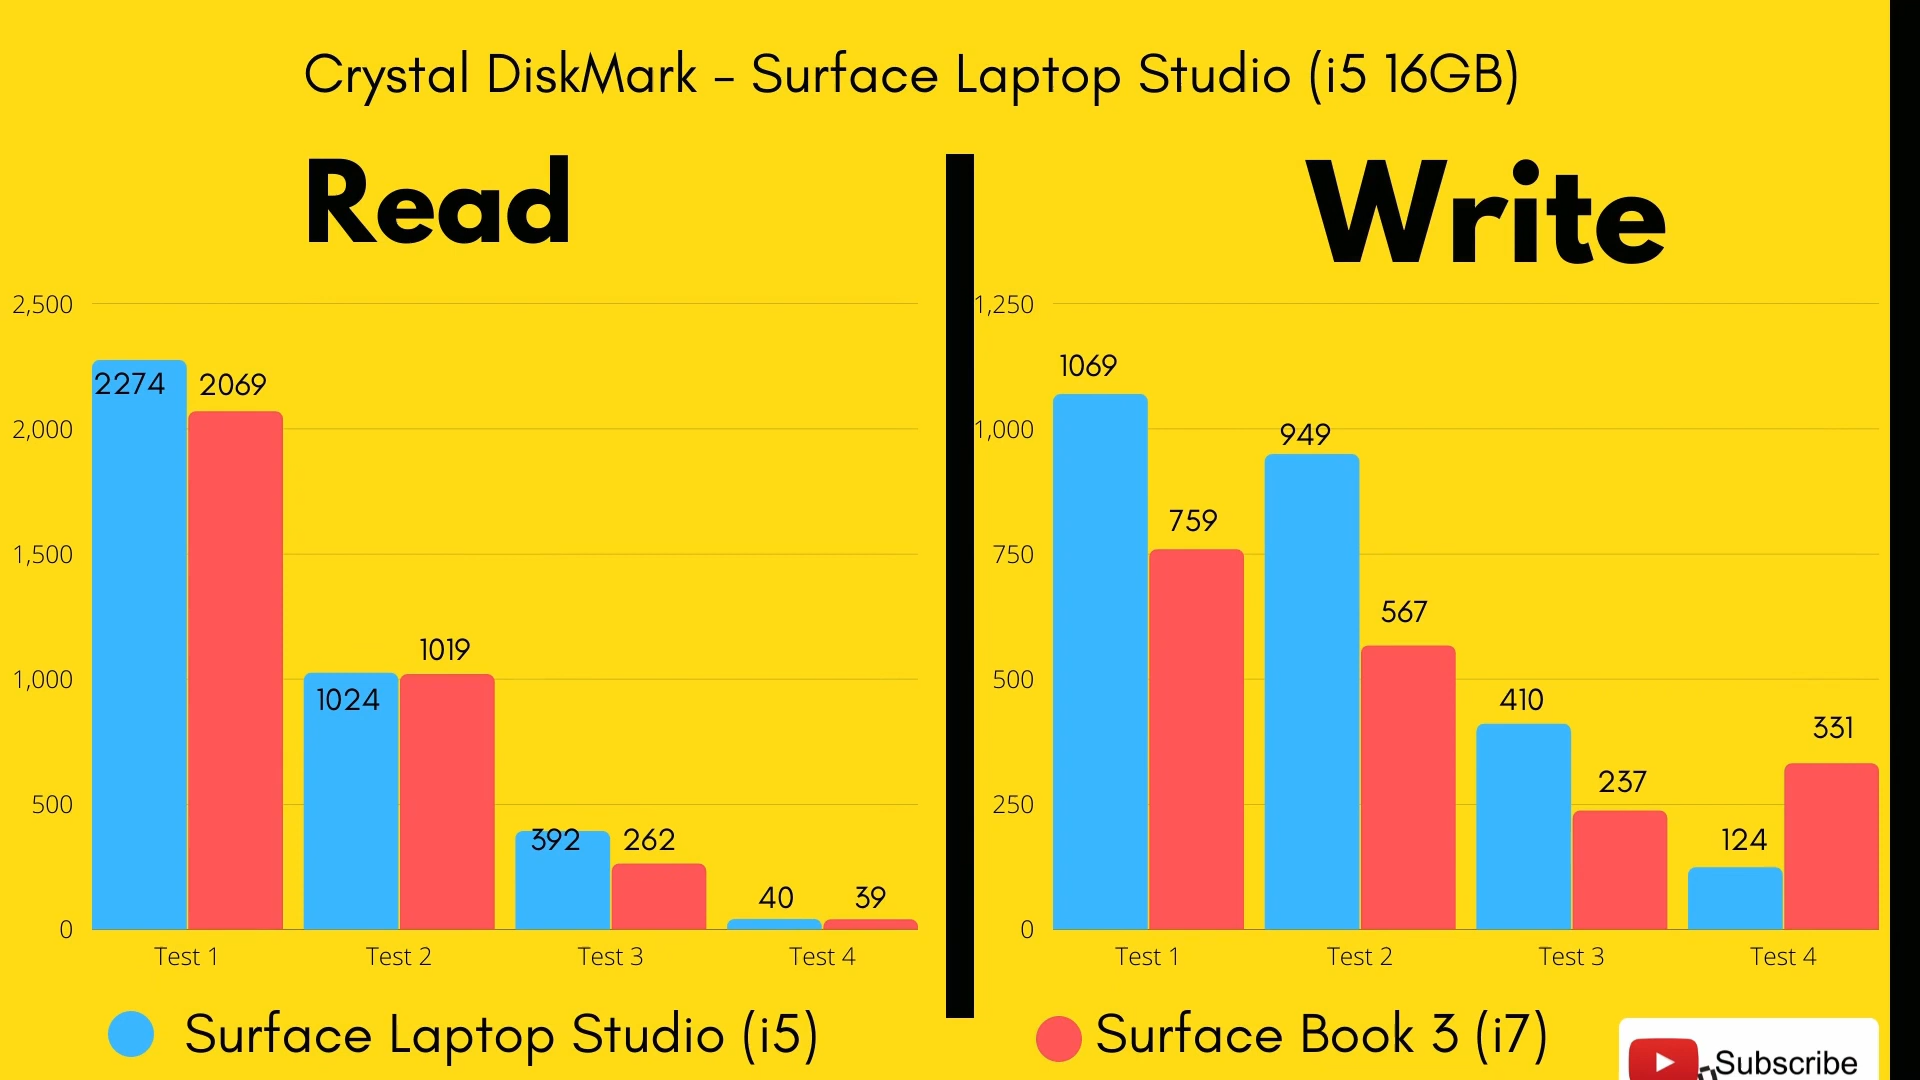 Crystal DiskMark - Surface Laptop Studio (i5 16GB)
Read
2,500
2,000
1,500
1,000
500
0
2274
2069
1024
1019
392
262
40
39
Test 1
Test 2
Test 3
Test 4
Write
1,250
1,000
750
500
250
0
1069
759
949
567
410
237
124
331
Test 1
Test 2
Test 3
Test 4
Surface Laptop Studio (i5)
Surface Book 3 (i7)
Subscribe